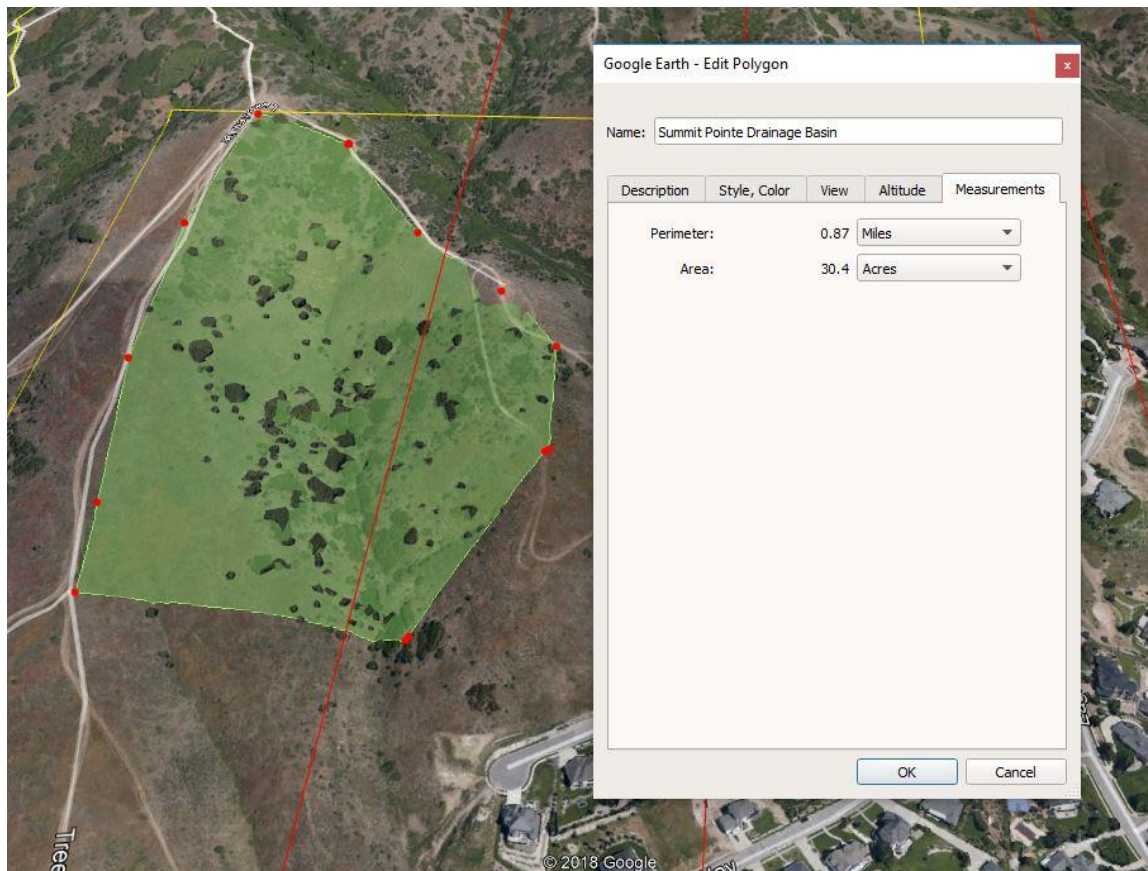 Google Earth - Edit Polygon
x
Name: Summit Pointe Drainage Basin
Description Style, Color View Altitude Measurements
Perimeter: 0.87 Miles
Area: 30.4 Acres
OK Cancel
Tree
© 2018 Google